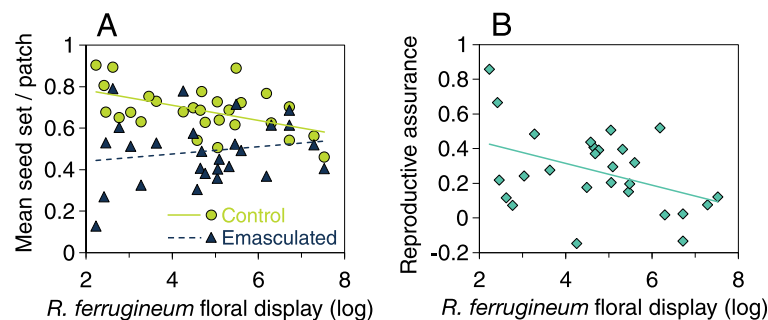 A
Mean seed set / patch
1
0.8
0.6
0.4
0.2
0
Control
Emasculated
2 4 6 8
R. ferrugineum floral display (log)
B
Reproductive assurance
1
0.8
0.6
0.4
0.2
0
-0.2
2 4 6 8
R. ferrugineum floral display (log)